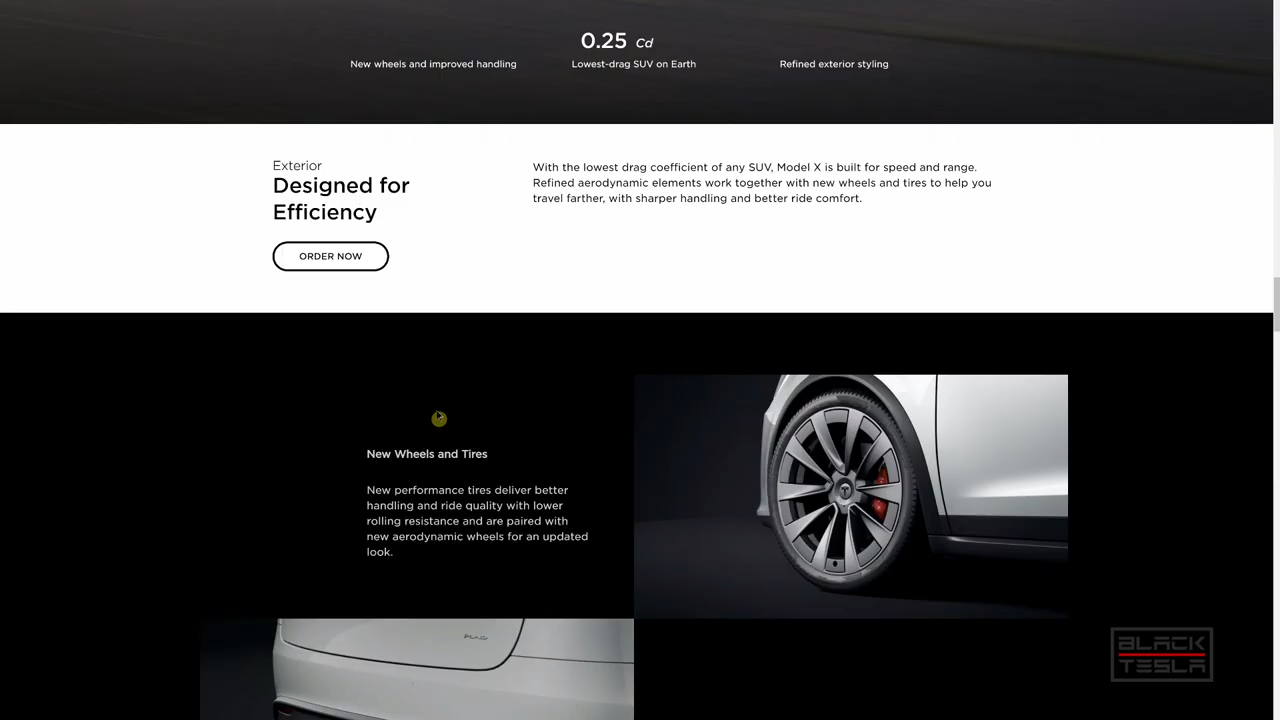 0.25 Cd
New wheels and improved handling
Lowest-drag SUV on Earth
Refined exterior styling
Exterior
Designed for
Efficiency
ORDER NOW
With the lowest drag coefficient of any SUV, Model X is built for speed and range.
Refined aerodynamic elements work together with new wheels and tires to help you
travel farther, with sharper handling and better ride comfort.
New Wheels and Tires
New performance tires deliver better
handling and ride quality with lower
rolling resistance and are paired with
new aerodynamic wheels for an updated
look.
PLAID
BLACK
TESLA